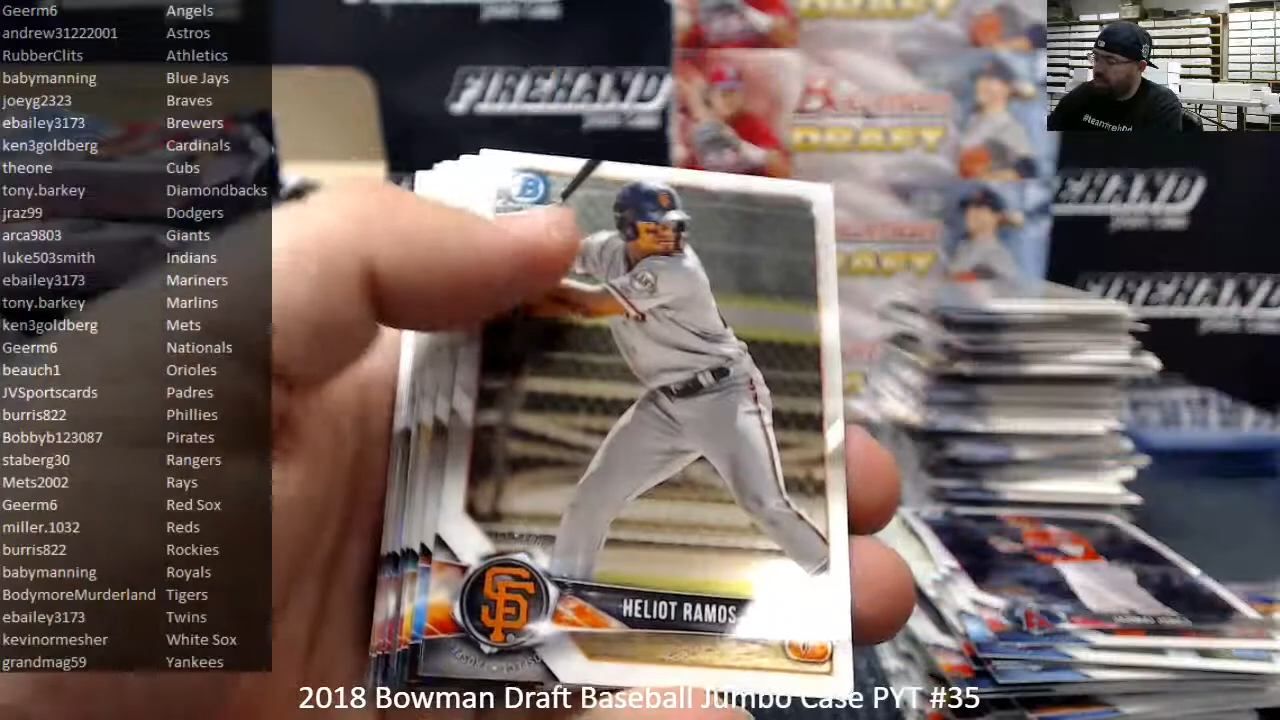 Geerm6 Angels
andrew31222001 Astros
RubberClits Athletics
babymanning Blue Jays
joeyg2323 Braves
ebailey3173 Brewers
ken3goldberg Cardinals
theone Cubs
tony.barkey Diamondbacks
jraz99 Dodgers
arca9803 Giants
luke503smith Indians
ebailey3173 Mariners
tony.barkey Marlins
ken3goldberg Mets
Geerm6 Nationals
beauch1 Orioles
JVSportscards Padres
burris822 Phillies
Bobbyb123087 Pirates
staberg30 Rangers
Mets2002 Rays
Geerm6 Red Sox
miller.1032 Reds
burris822 Rockies
babymanning Royals
BodymoreMurderland Tigers
ebailey3173 Twins
kevinormesher White Sox
grandmag59 Yankees
FIREHAND
BOWMAN
DRAFT
B
SF
HELIOT RAMOS
2018 Bowman Draft Baseball Jumbo Case PYT #35